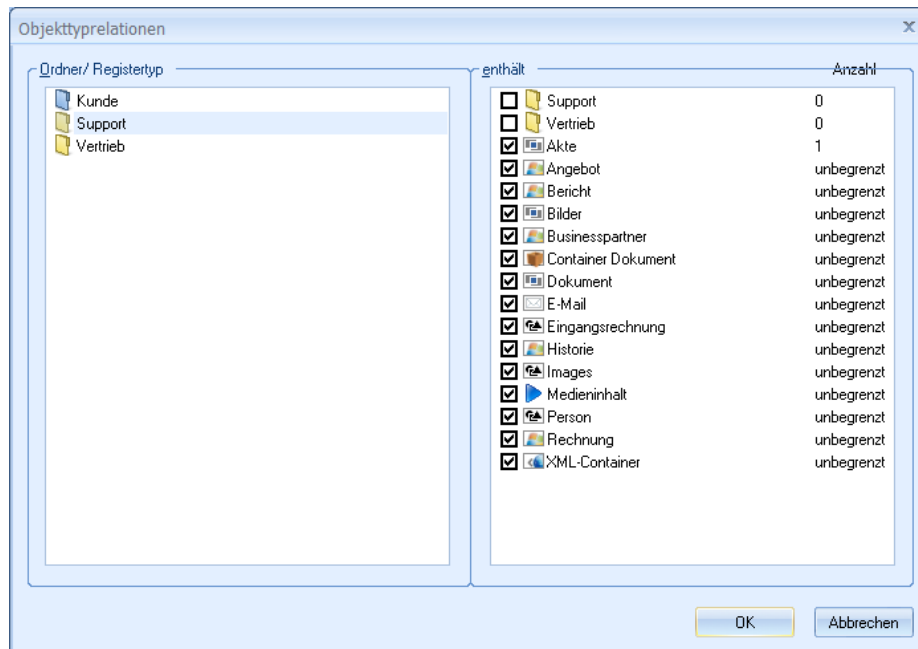 Objekttyprelationen
x
Ordner/ Registertyp
Kunde
Support
Vertrieb
enthält Anzahl
Support 0
Vertrieb 0
Akte 1
Angebot unbegrenzt
Bericht unbegrenzt
Bilder unbegrenzt
Businesspartner unbegrenzt
Container Dokument unbegrenzt
Dokument unbegrenzt
E-Mail unbegrenzt
Eingangsrechnung unbegrenzt
Historie unbegrenzt
Images unbegrenzt
Medieninhalt unbegrenzt
Person unbegrenzt
Rechnung unbegrenzt
XML-Container unbegrenzt
OK Abbrechen